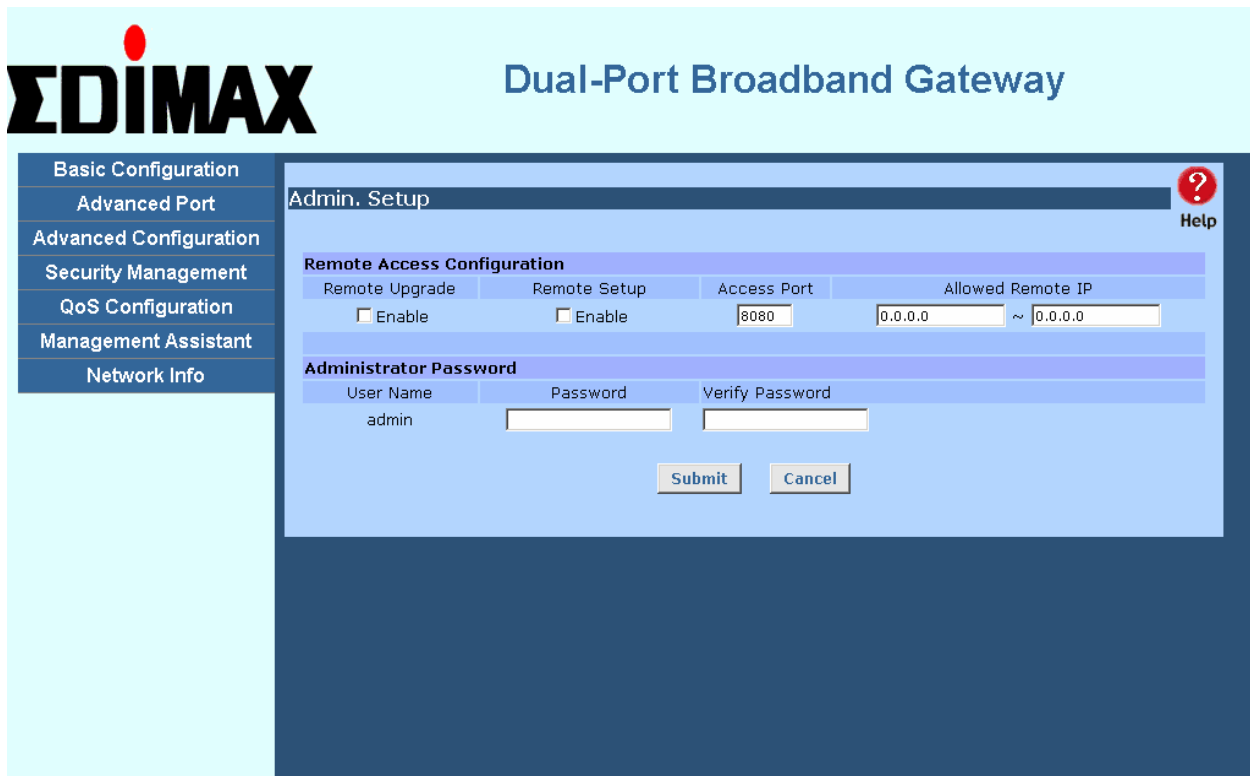 EDIMAX
Dual-Port Broadband Gateway
Basic Configuration
Advanced Port
Advanced Configuration
Security Management
QoS Configuration
Management Assistant
Network Info
Admin. Setup
?
Help
Remote Access Configuration
Remote Upgrade Remote Setup Access Port Allowed Remote IP
Enable Enable 8080 0.0.0.0 ~ 0.0.0.0
Administrator Password
User Name Password Verify Password
admin
Submit Cancel